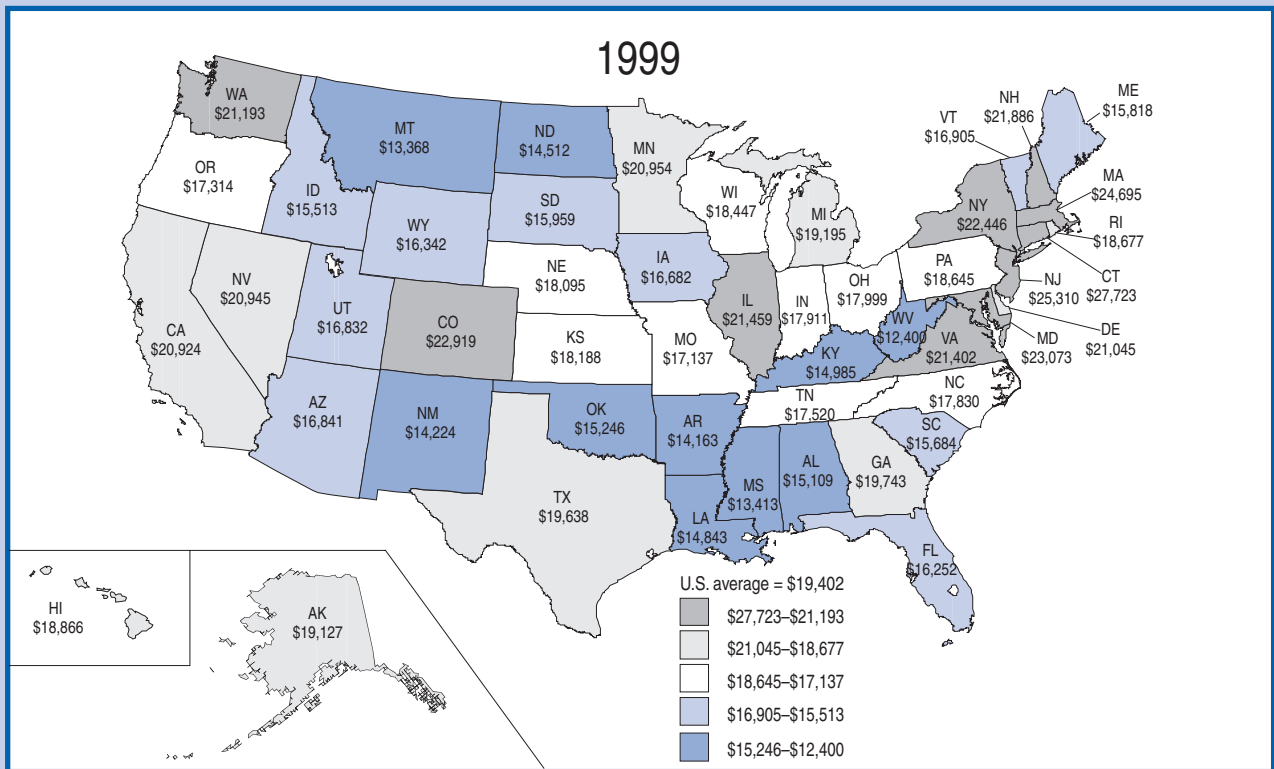 1999
WA
$21,193
OR
$17,314
CA
$20,924
NV
$20,945
ID
$15,513
MT
$13,368
WY
$16,342
UT
$16,832
AZ
$16,841
CO
$22,919
NM
$14,224
ND
$14,512
SD
$15,959
NE
$18,095
KS
$18,188
OK
$15,246
TX
$19,638
MN
$20,954
IA
$16,682
MO
$17,137
AR
$14,163
LA
$14,843
WI
$18,447
IL
$21,459
MI
$19,195
IN
$17,911
OH
$17,999
KY
$14,985
TN
$17,520
MS
$13,413
AL
$15,109
GA
$19,743
FL
$16,252
SC
$15,684
NC
$17,830
VA
$21,402
WV
$12,400
PA
$18,645
NY
$22,446
VT
$16,905
NH
$21,886
ME
$15,818
MA
$24,695
RI
$18,677
CT
$27,723
NJ
$25,310
DE
$21,045
MD
$23,073
HI
$18,866
AK
$19,127
U.S. average = $19,402
$27,723–$21,193
$21,045–$18,677
$18,645–$17,137
$16,905–$15,513
$15,246–$12,400